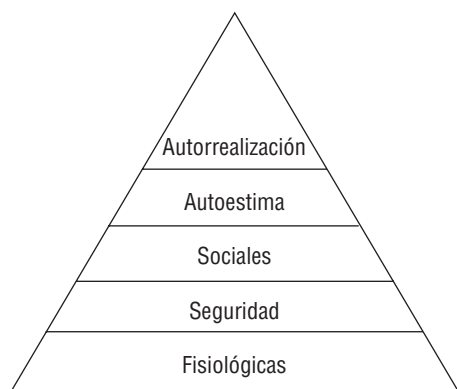 Autorrealización
Autoestima
Sociales
Seguridad
Fisiológicas